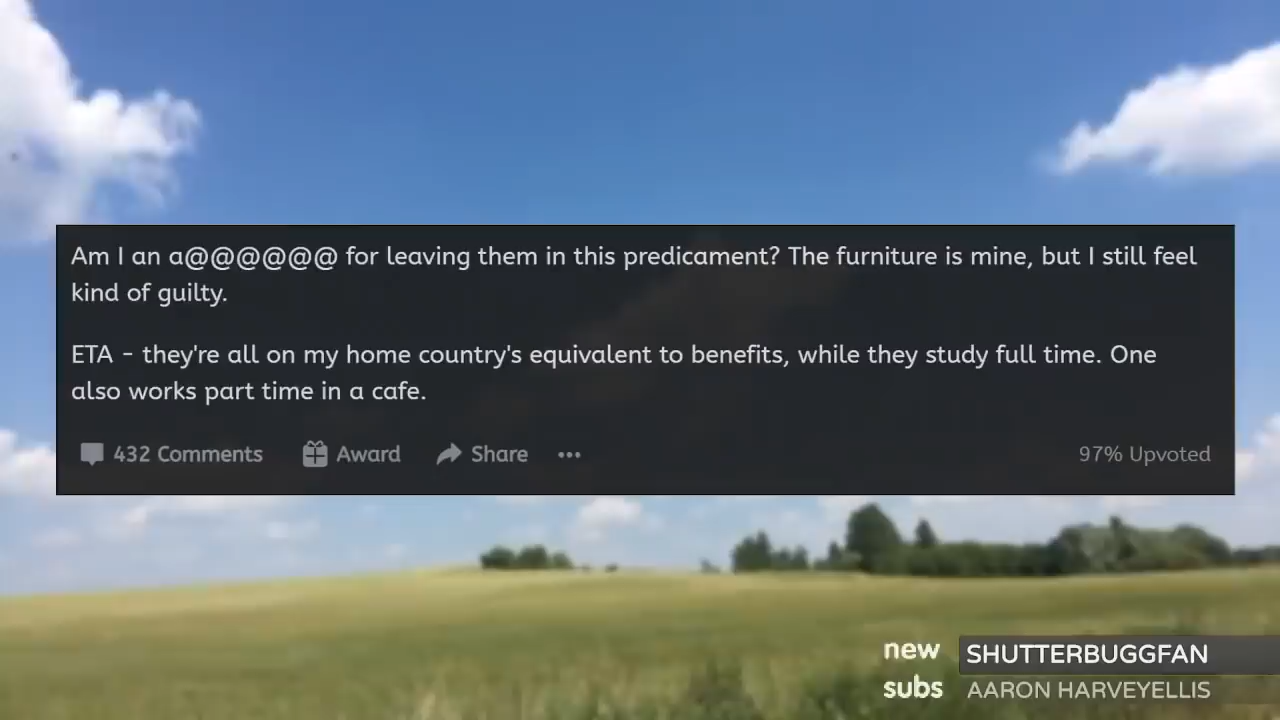 Am I an a@@@@@@ for leaving them in this predicament? The furniture is mine, but I still feel
kind of guilty.
ETA - they're all on my home country's equivalent to benefits, while they study full time. One
also works part time in a cafe.
432 Comments Award Share ••• 97% Upvoted
new SHUTTERBUGGFAN
subs AARON HARVEYELLIS